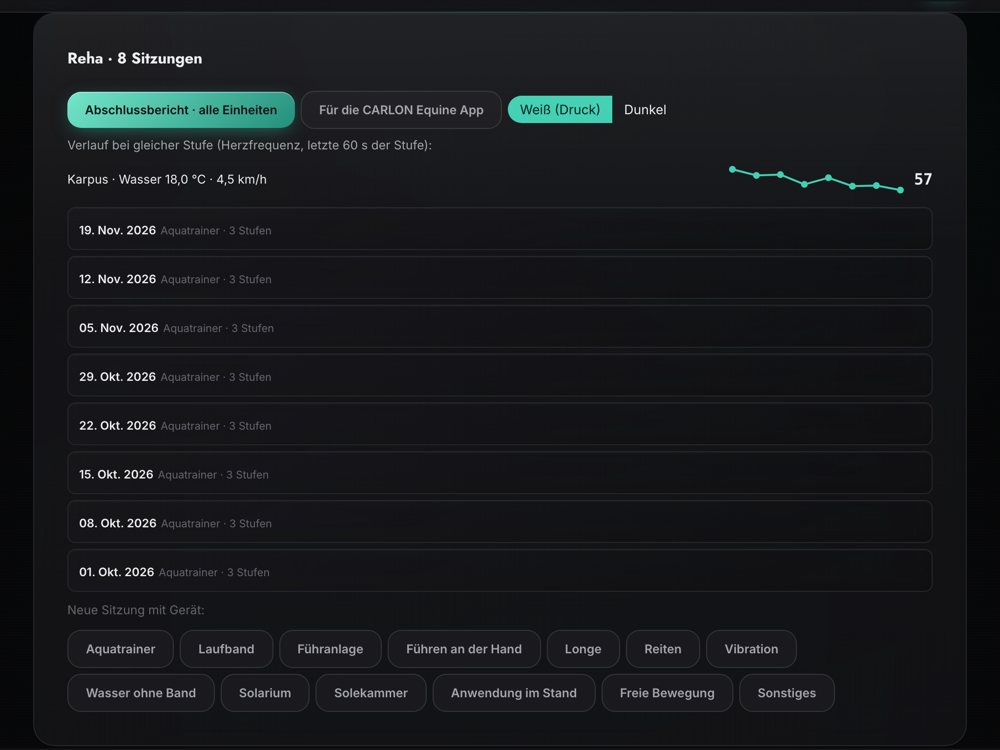 Reha · 8 Sitzungen
Abschlussbericht · alle Einheiten Für die CARLON Equine App Weiß (Druck) Dunkel
Verlauf bei gleicher Stufe (Herzfrequenz, letzte 60 s der Stufe):
Karpus · Wasser 18,0 °C · 4,5 km/h 57
19. Nov. 2026 Aquatrainer · 3 Stufen
12. Nov. 2026 Aquatrainer · 3 Stufen
05. Nov. 2026 Aquatrainer · 3 Stufen
29. Okt. 2026 Aquatrainer · 3 Stufen
22. Okt. 2026 Aquatrainer · 3 Stufen
15. Okt. 2026 Aquatrainer · 3 Stufen
08. Okt. 2026 Aquatrainer · 3 Stufen
01. Okt. 2026 Aquatrainer · 3 Stufen
Neue Sitzung mit Gerät:
Aquatrainer Laufband Führanlage Führen an der Hand Longe Reiten Vibration
Wasser ohne Band Solarium Solekammer Anwendung im Stand Freie Bewegung Sonstiges